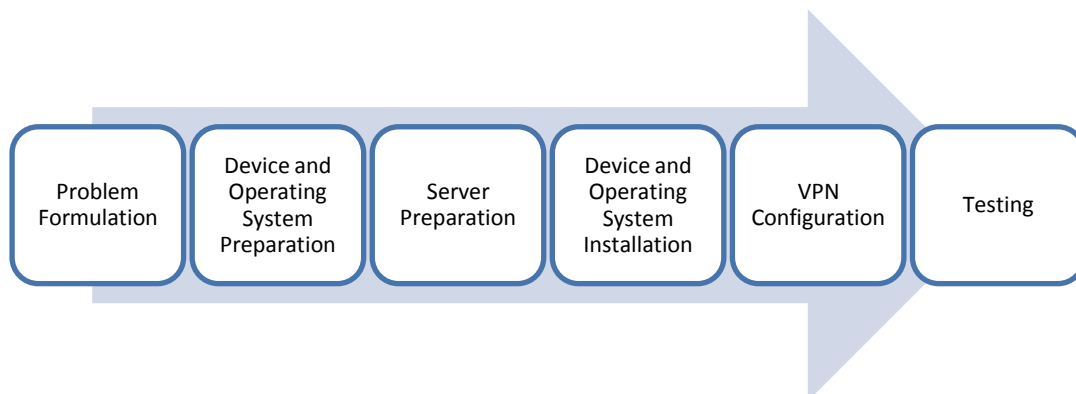 Problem
Formulation
Device and
Operating
System
Preparation
Server
Preparation
Device and
Operating
System
Installation
VPN
Configuration
Testing